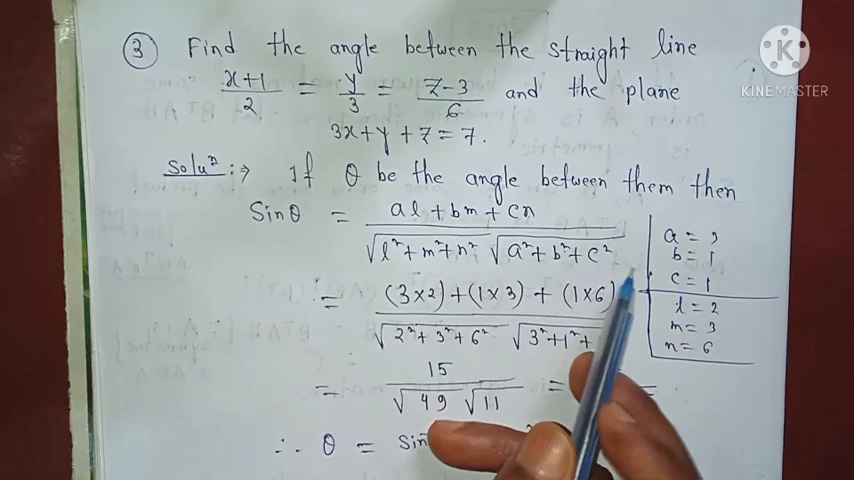 3 Find the angle between the straight line
x+1/2 = y/3 = z-3/6 and the plane
3x+y+z=7.
Soluⁿ :⇒ If θ be the angle between them then
Sinθ = al+bm+cn / √l²+m²+n² √a²+b²+c²
= (3×2)+(1×3)+(1×6) / √2²+3²+6² √3²+1²+
= 15 / √49 √11 =
∴ θ = Sin
a =
b = 1
c = 1
l = 2
m = 3
n = 6
K
KINEMASTER